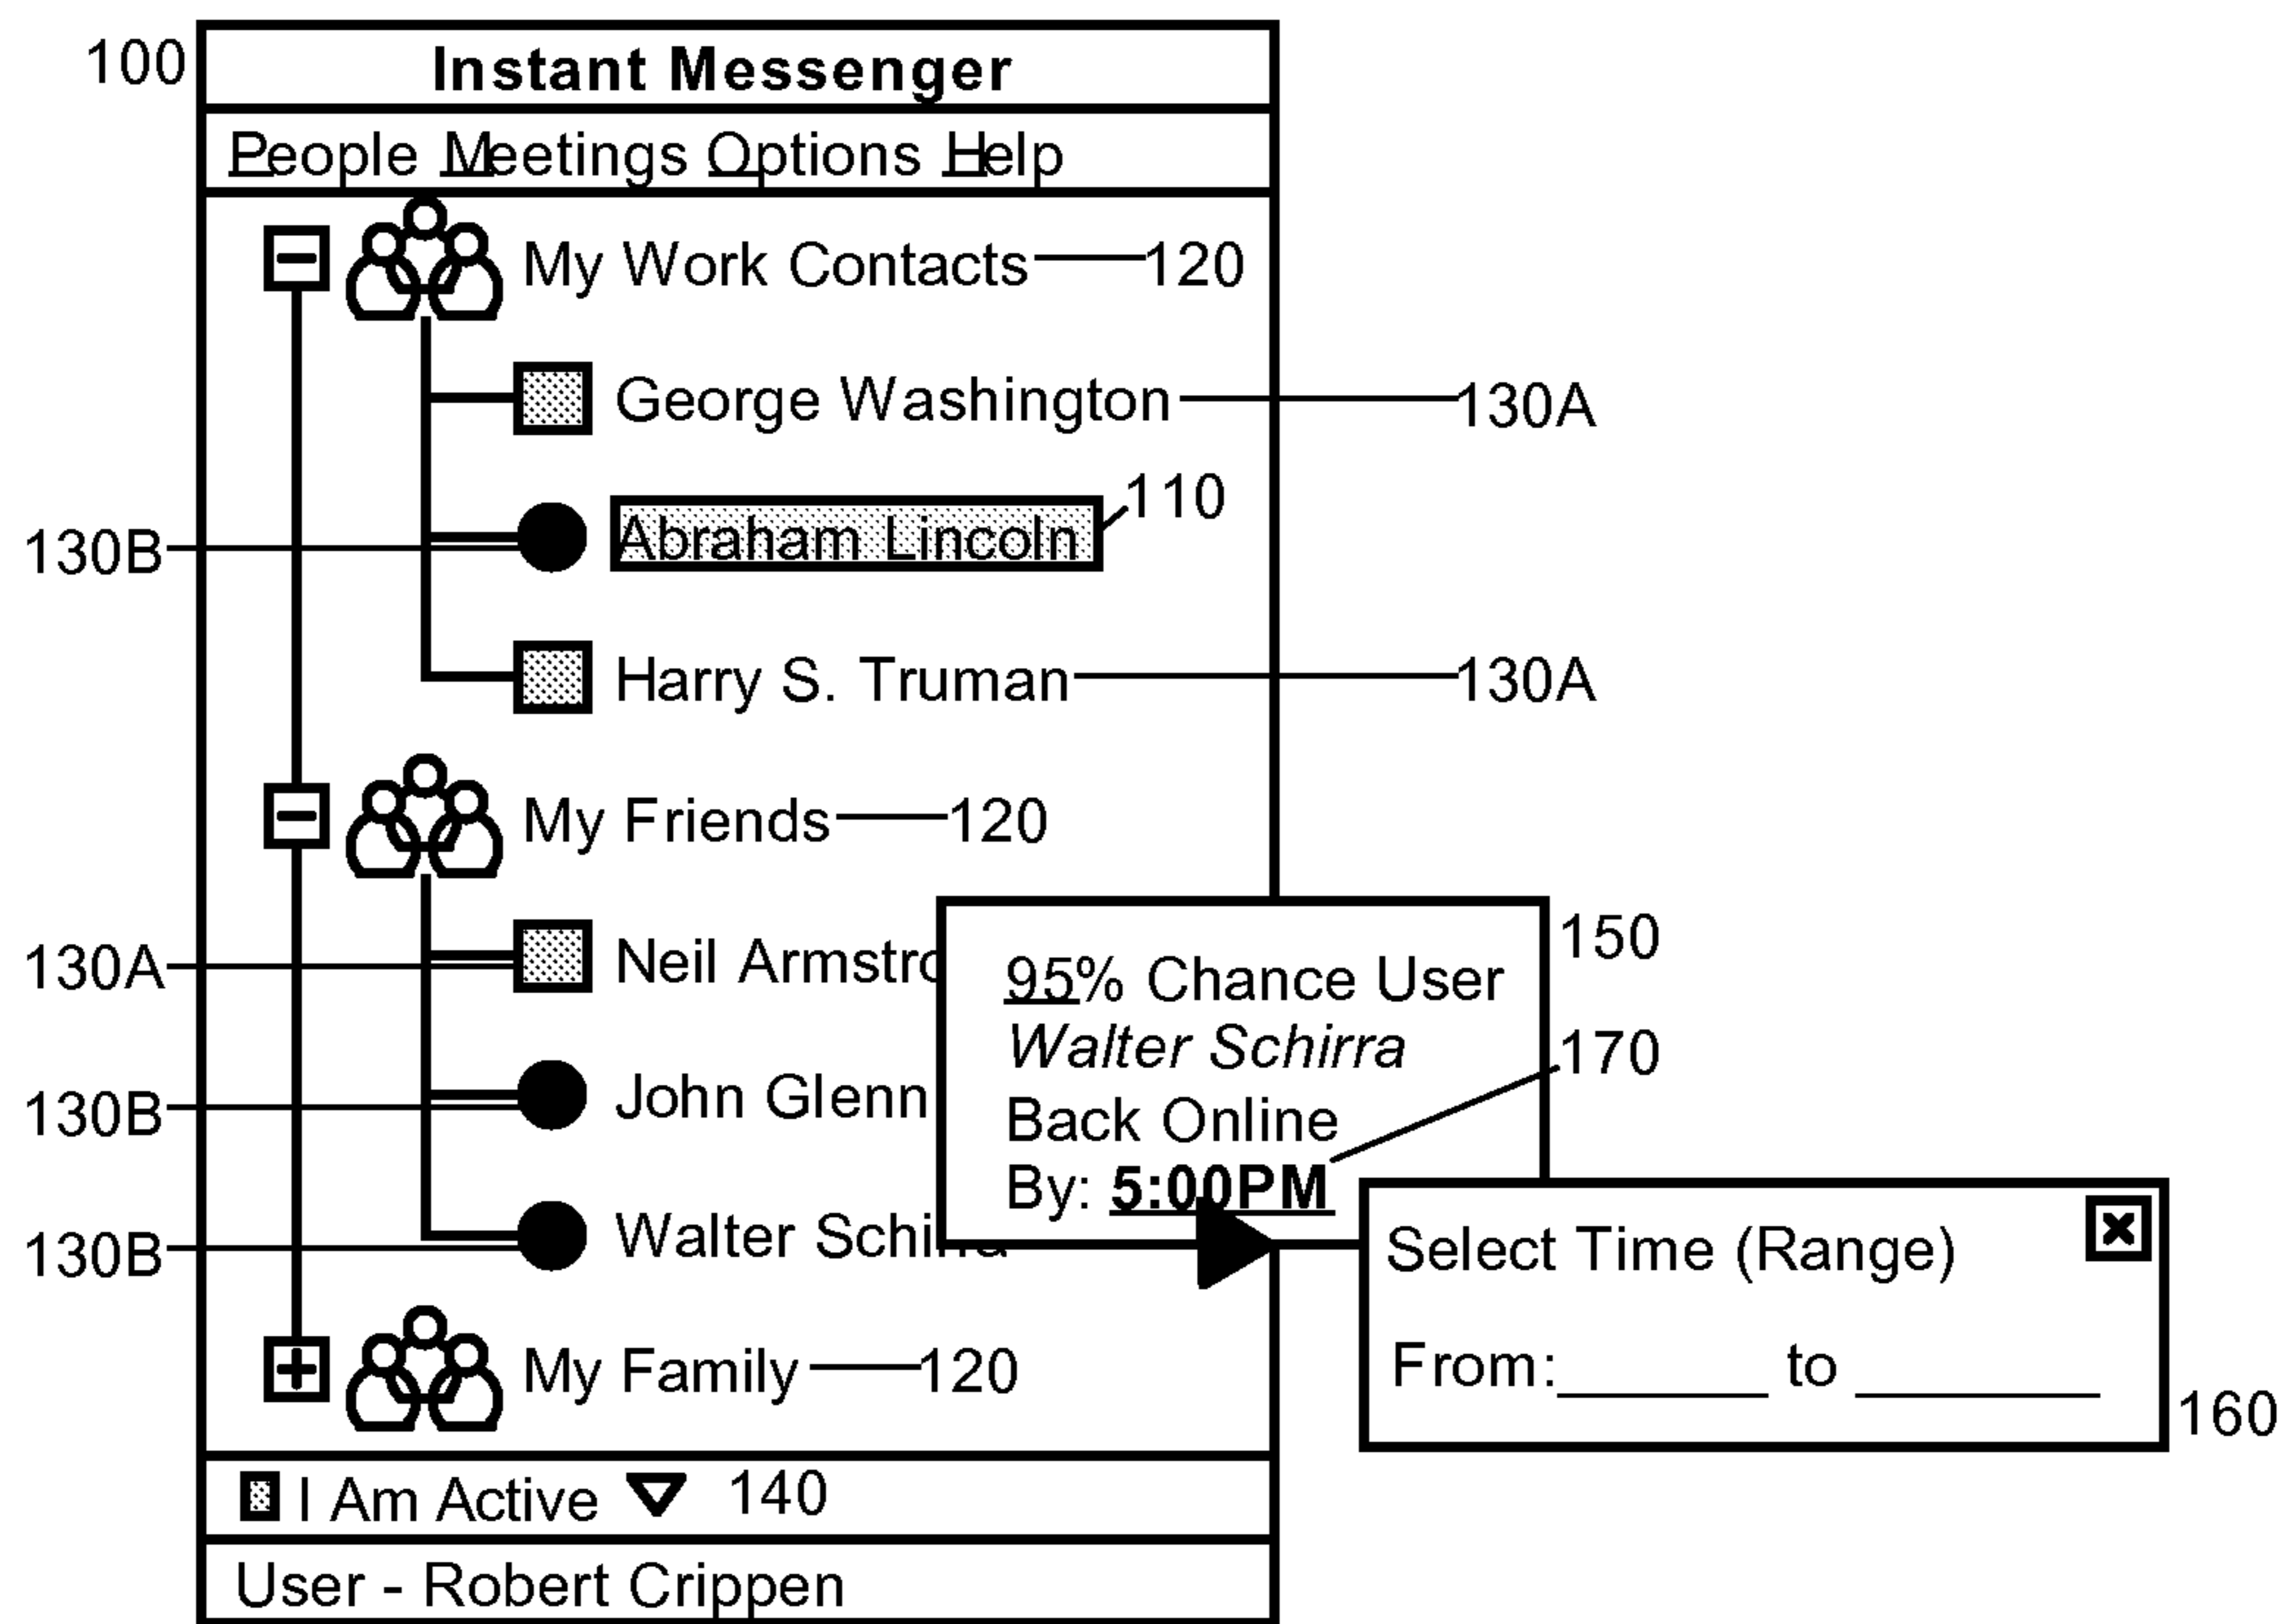 100 Instant Messenger
People Meetings Options Help
My Work Contacts 120
George Washington 130A
110
130B Abraham Lincoln
Harry S. Truman 130A
My Friends 120
130A Neil Armstro
130B John Glenn
130B Walter Schirra
95% Chance User 150
Walter Schirra
Back Online 170
By: 5:00PM
Select Time (Range)
From:______ to ______
160
My Family 120
I Am Active 140
User - Robert Crippen